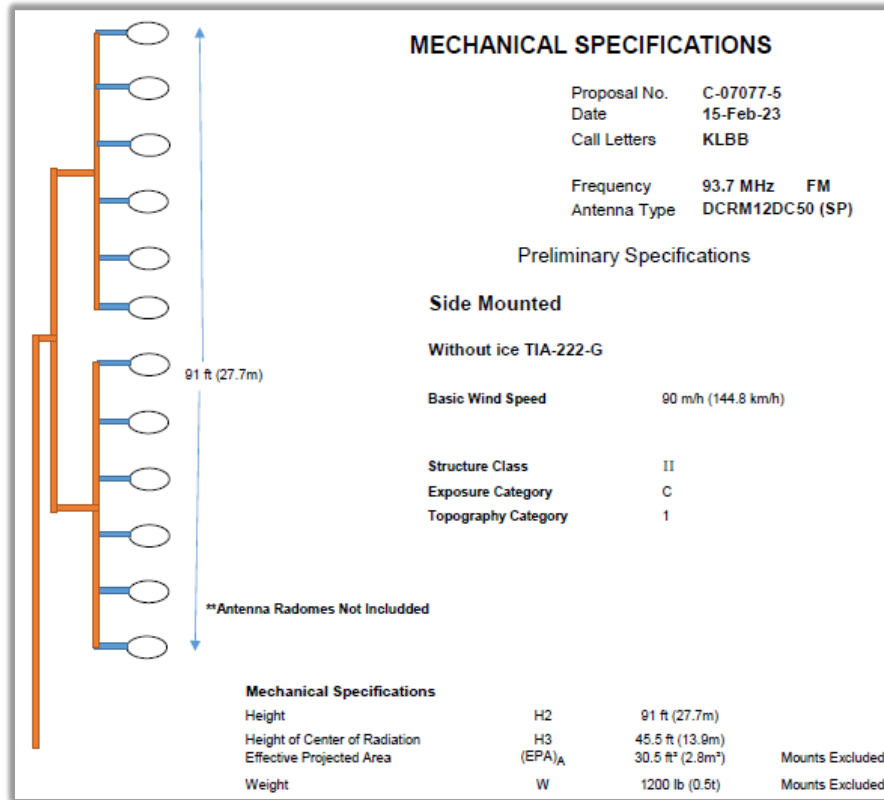 MECHANICAL SPECIFICATIONS
Proposal No. C-07077-5
Date 15-Feb-23
Call Letters KLBB
Frequency 93.7 MHz FM
Antenna Type DCRM12DC50 (SP)
Preliminary Specifications
Side Mounted
Without ice TIA-222-G
91 ft (27.7m)
Basic Wind Speed 90 m/h (144.8 km/h)
Structure Class II
Exposure Category C
Topography Category 1
**Antenna Radomes Not Includded
Mechanical Specifications
Height H2 91 ft (27.7m)
Height of Center of Radiation H3 45.5 ft (13.9m)
Effective Projected Area (EPA)A 30.5 ft² (2.8m²) Mounts Excluded
Weight W 1200 lb (0.5t) Mounts Excluded